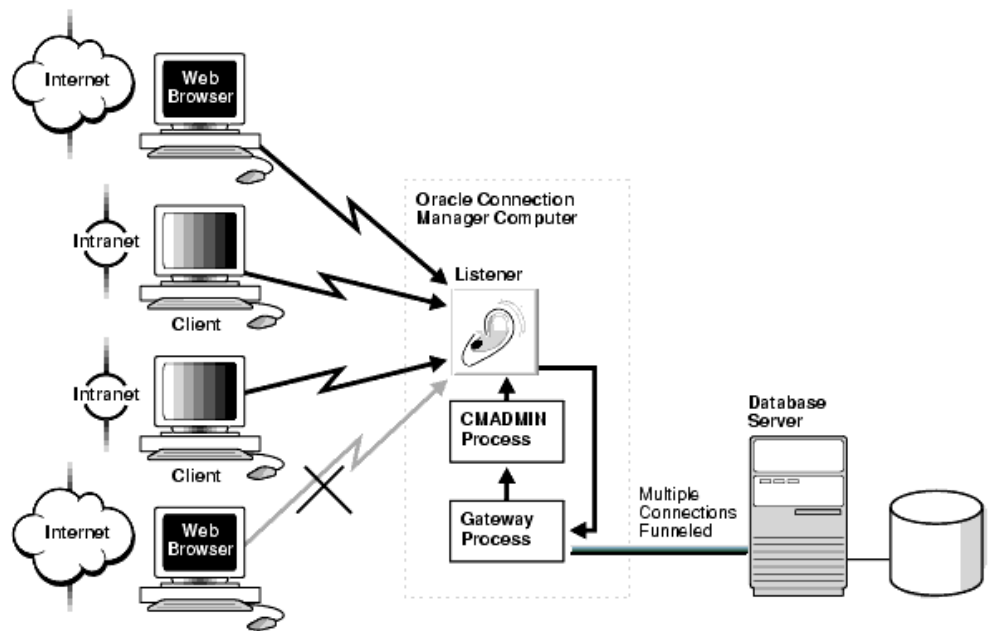 Internet
Web
Browser
Intranet
Client
Intranet
Client
Internet
Web
Browser
Oracle Connection
Manager Computer
Listener
CMADMIN
Process
Gateway
Process
Multiple
Connections
Funneled
Database
Server